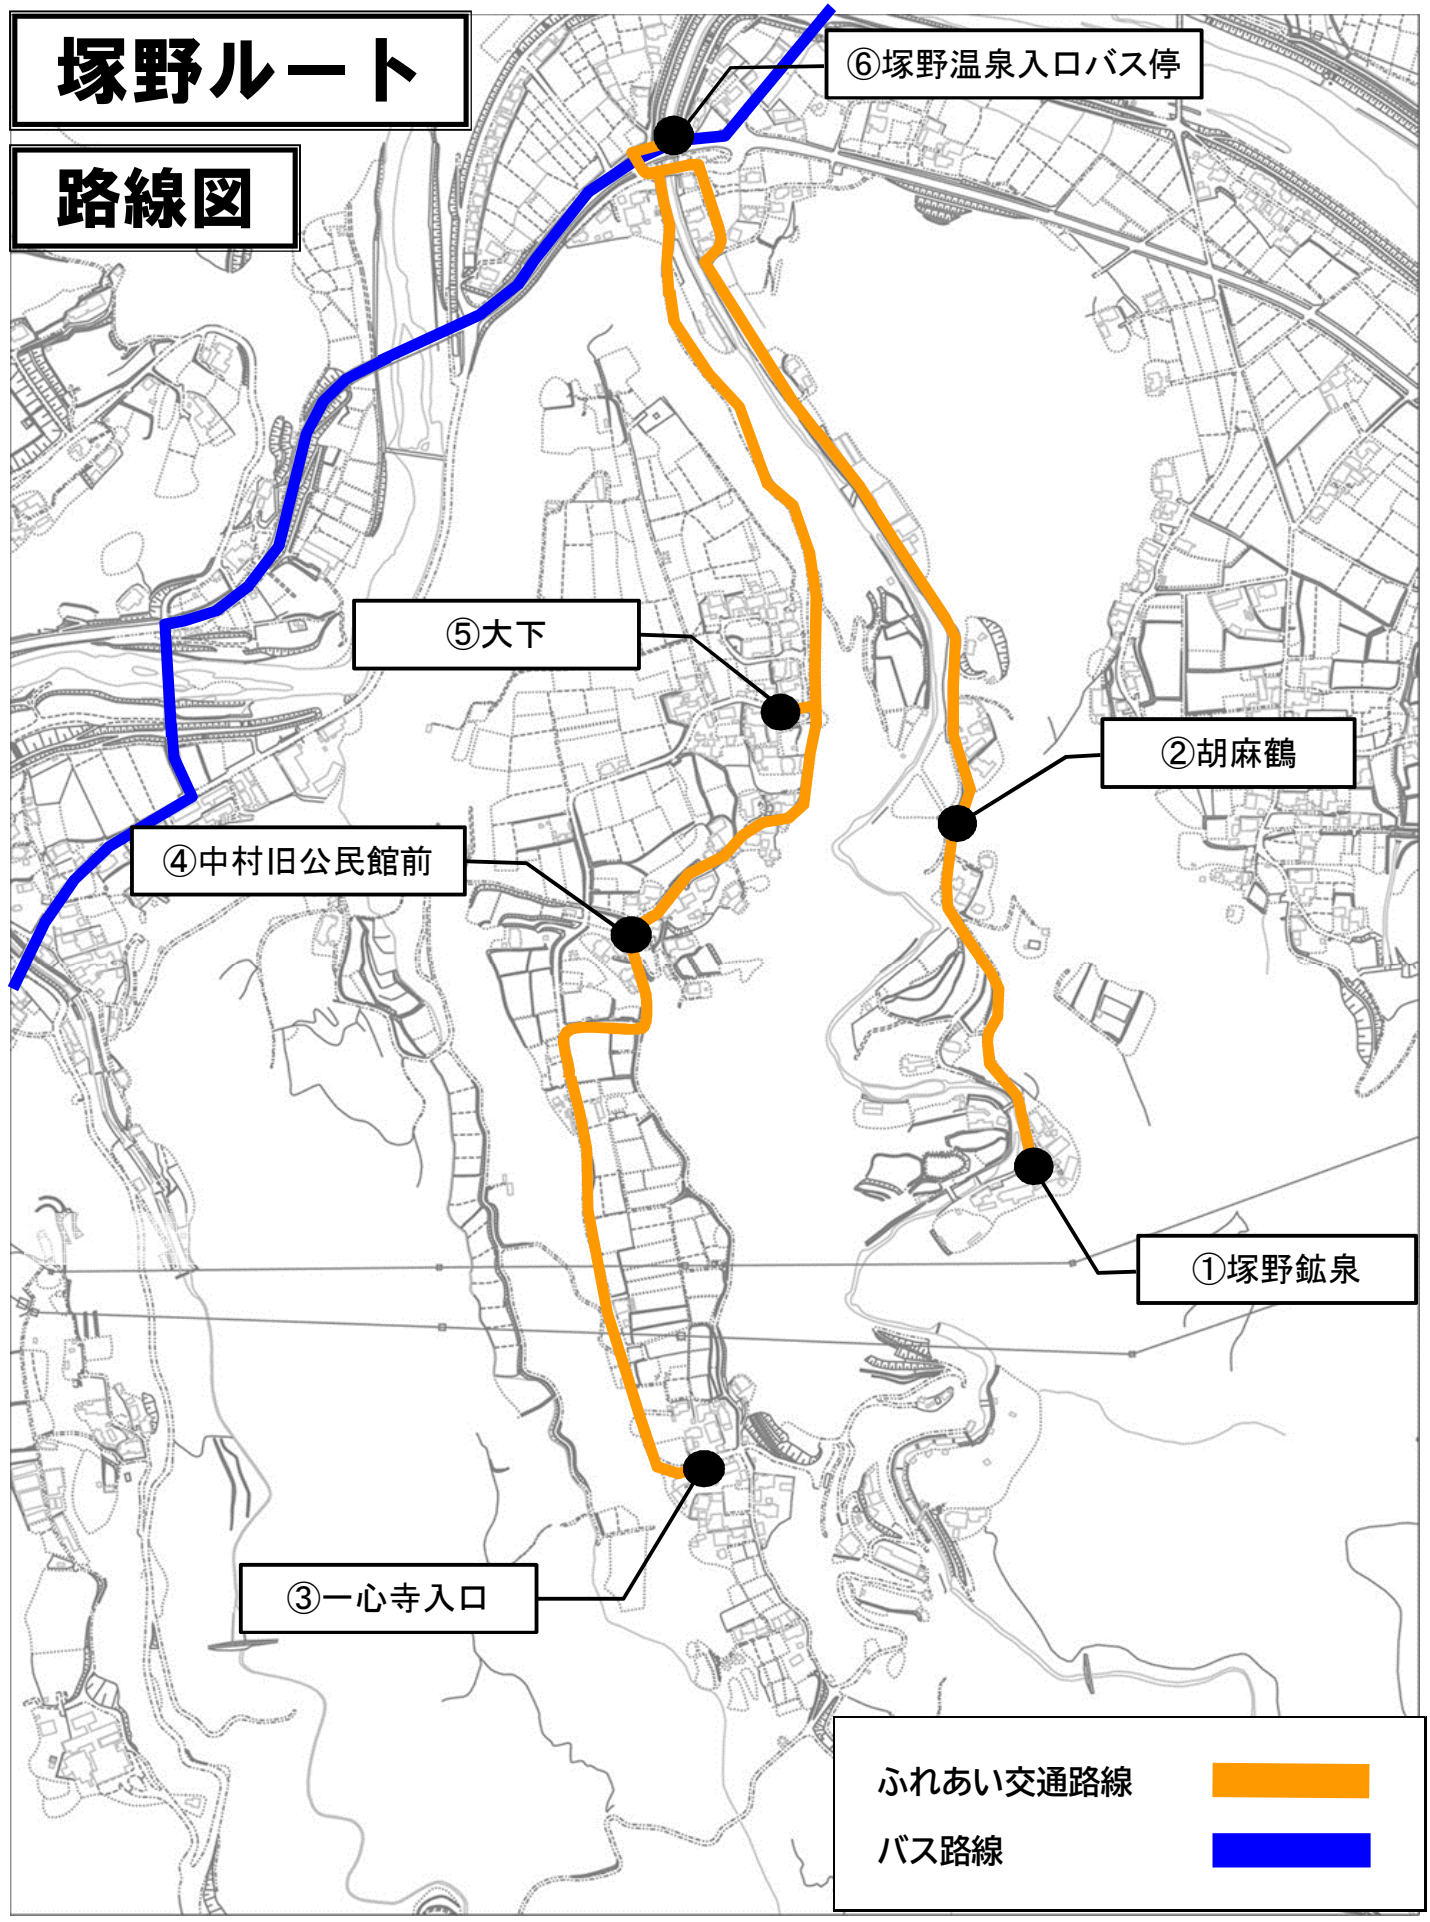 塚野ルート
路線図
⑥塚野温泉入口バス停
⑤大下
②胡麻鶴
④中村旧公民館前
①塚野鉱泉
③一心寺入口
ふれあい交通路線
バス路線